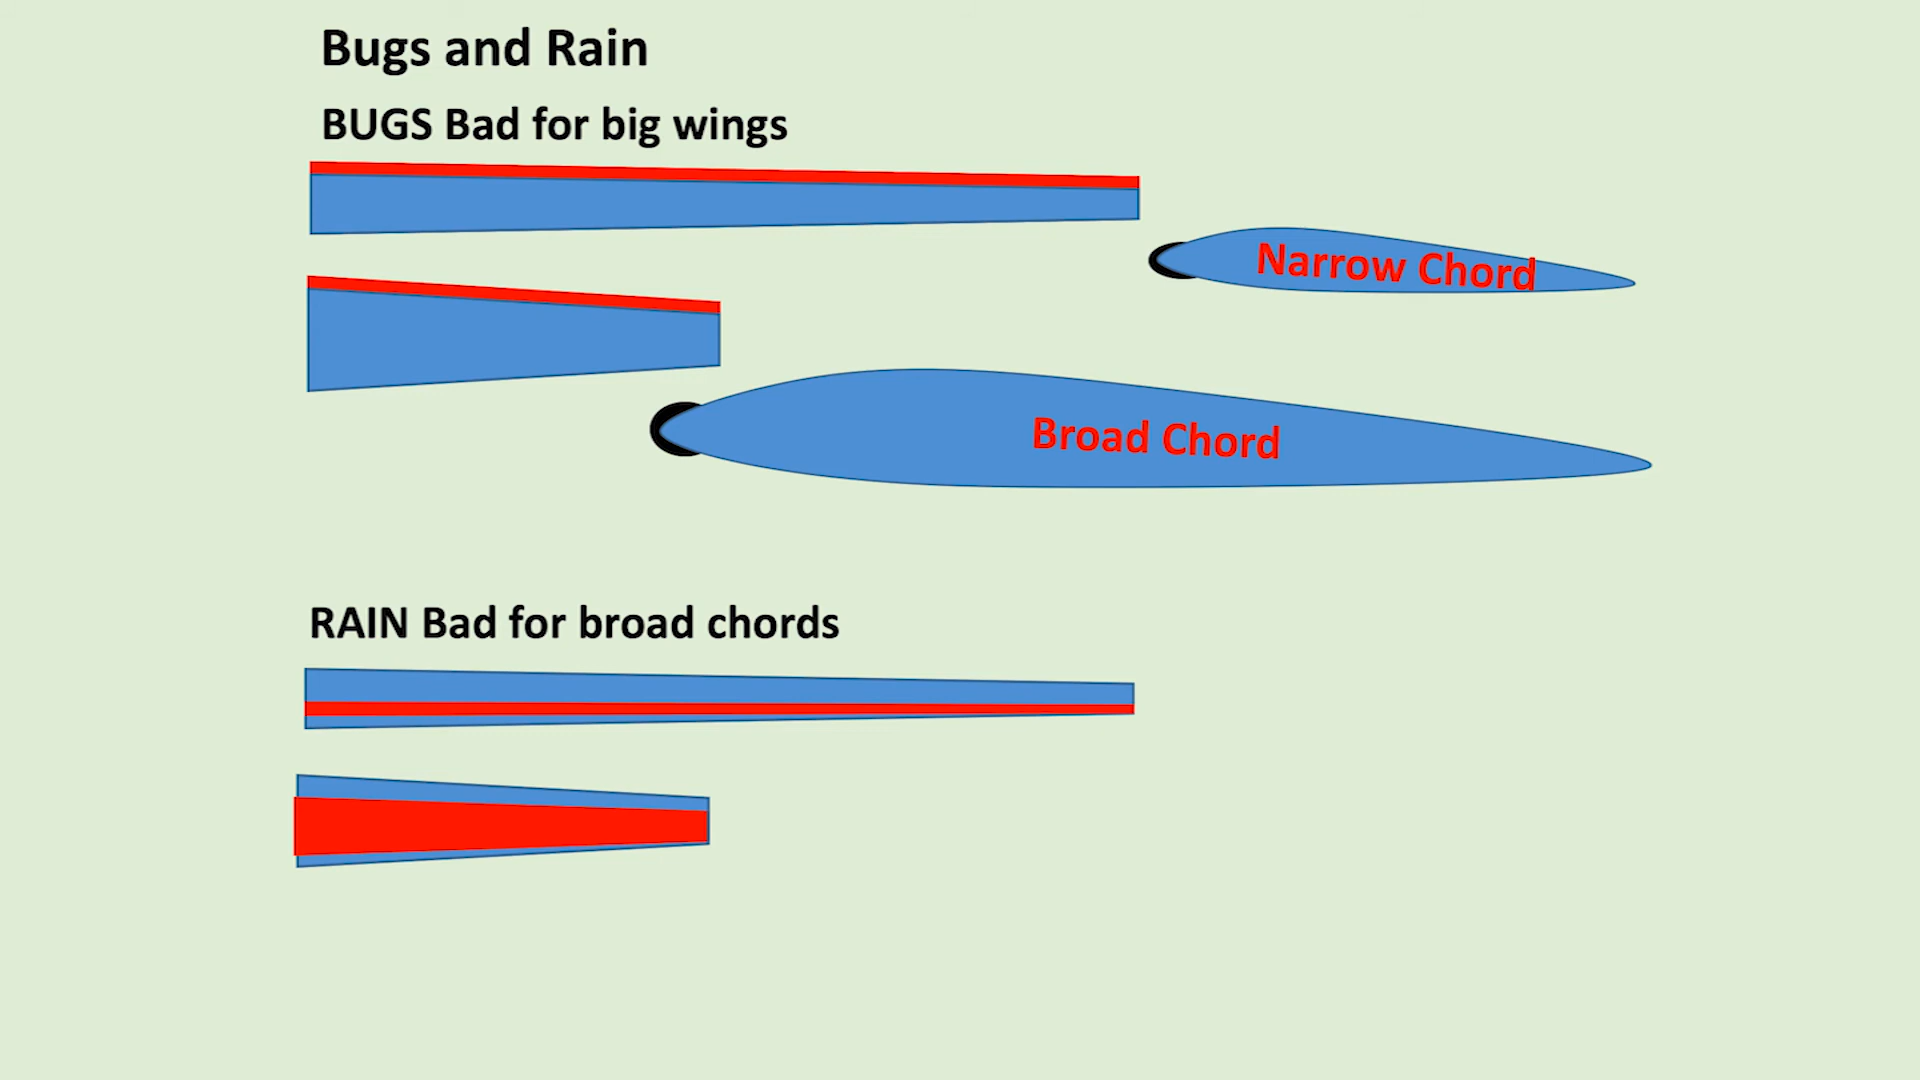 Bugs and Rain
BUGS Bad for big wings
Narrow Chord
Broad Chord
RAIN Bad for broad chords